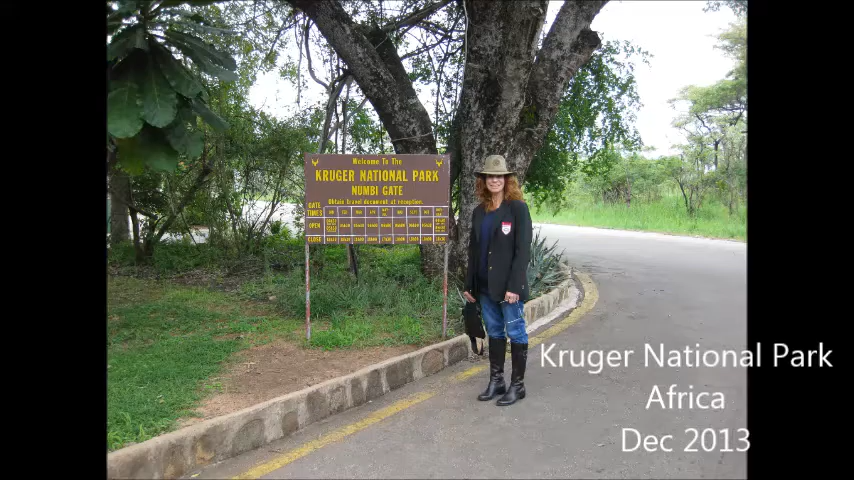 Welcome To The
KRUGER NATIONAL PARK
NUMBI GATE
Obtain travel document at reception.
GATE
TIMES
OPEN
CLOSE
Kruger National Park
Africa
Dec 2013